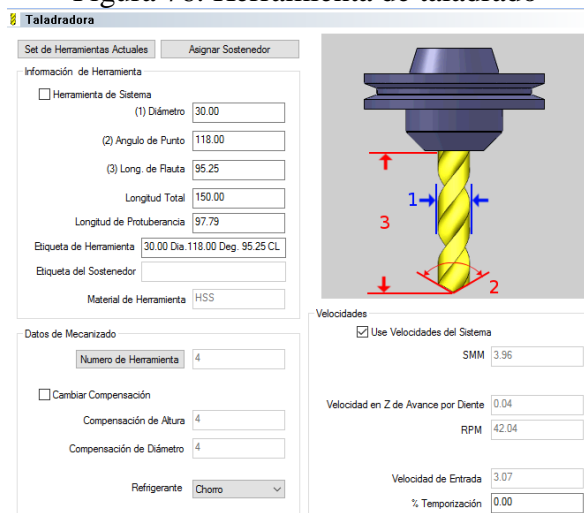 Figura 78. Herramienta de taladrado
Taladradora
Set de Herramientas Actuales Asignar Sostenedor
Información de Herramienta
Herramienta de Sistema
(1) Diámetro 30.00
(2) Angulo de Punto 118.00
(3) Long. de Flauta 95.25
Longitud Total 150.00
Longitud de Protuberancia 97.79
Etiqueta de Herramienta 30.00 Dia.118.00 Deg. 95.25 CL
Etiqueta del Sostenedor
Material de Herramienta HSS
1
3
2
Datos de Mecanizado
Numero de Herramienta 4
Cambiar Compensación
Compensación de Altura 4
Compensación de Diámetro 4
Refrigerante Chorro
Velocidades
Use Velocidades del Sistema
SMM 3.96
Velocidad en Z de Avance por Diente 0.04
RPM 42.04
Velocidad de Entrada 3.07
% Temporización 0.00